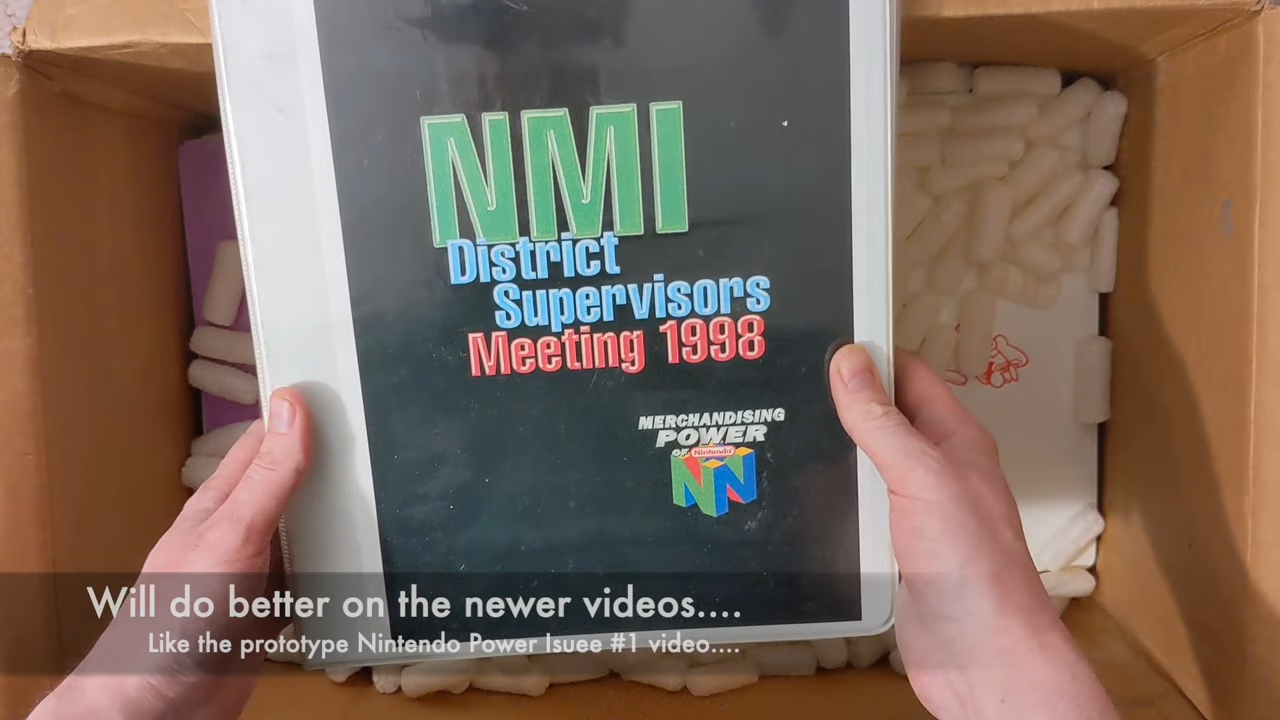 NMI
District
Supervisors
Meeting 1998
MERCHANDISING
POWER
OF Nintendo
Will do better on the newer videos....
Like the prototype Nintendo Power Isuee #1 video....